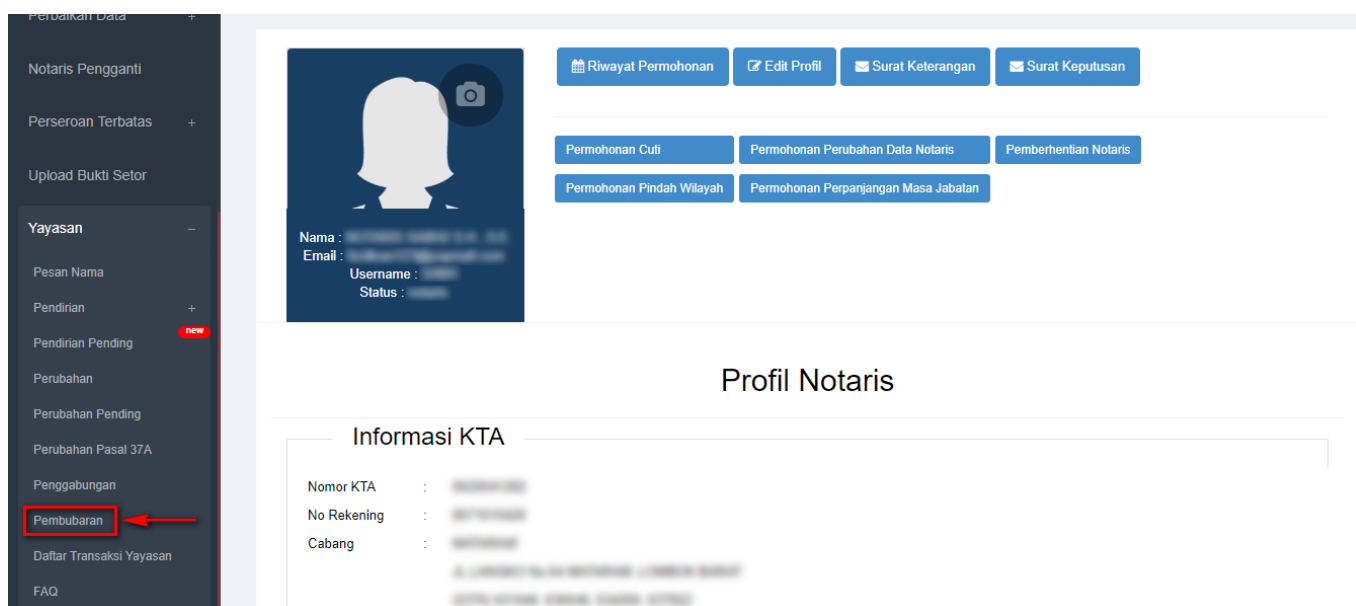 Perbaikan Data +
Notaris Pengganti
Perseroan Terbatas +
Upload Bukti Setor
Yayasan –
Pesan Nama
Pendirian +
new
Pendirian Pending
Perubahan
Perubahan Pending
Perubahan Pasal 37A
Penggabungan
Pembubaran
Daftar Transaksi Yayasan
FAQ
Riwayat Permohonan Edit Profil Surat Keterangan Surat Keputusan
Permohonan Cuti Permohonan Perubahan Data Notaris Pemberhentian Notaris
Permohonan Pindah Wilayah Permohonan Perpanjangan Masa Jabatan
Nama :
Email :
Username :
Status :
Profil Notaris
Informasi KTA
Nomor KTA :
No Rekening :
Cabang :